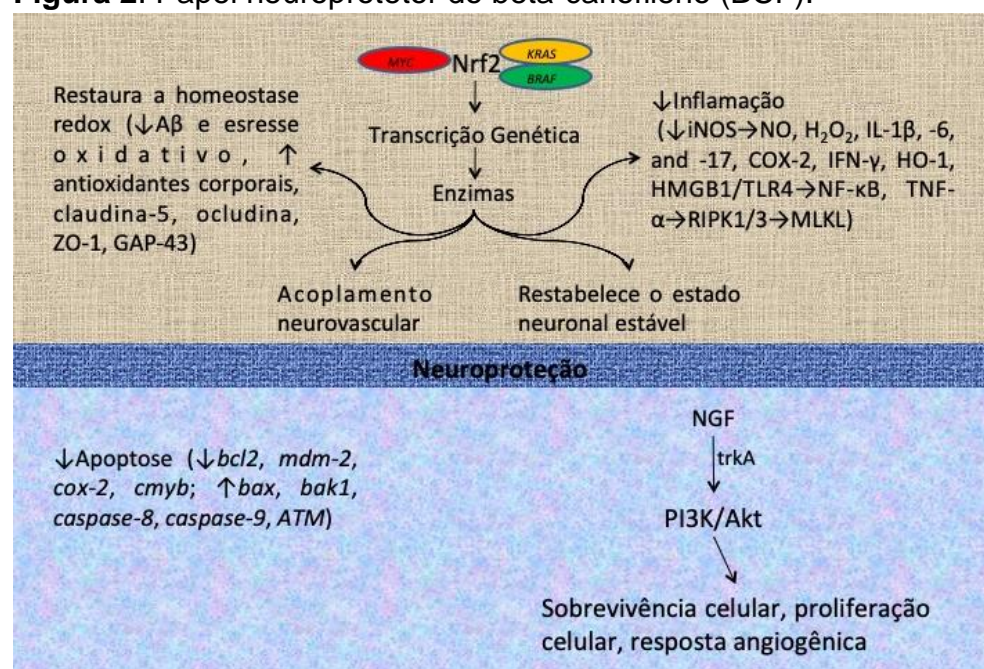 Figura 2. Papel neuroprotetor do beta-cariofileno (BCP).
MYC
Nrf2
KRAS
BRAF
Transcrição Genética
Enzimas
Restaura a homeostase
redox (↓Aβ e esresse
oxidativo, ↑
antioxidantes corporais,
claudina-5, ocludina,
ZO-1, GAP-43)
↓Inflamação
(↓iNOS→NO, H₂O₂, IL-1β, -6,
and -17, COX-2, IFN-γ, HO-1,
HMGB1/TLR4→NF-κB, TNF-
α→RIPK1/3→MLKL)
Acoplamento
neurovascular
Restabelece o estado
neuronal estável
Neuroproteção
↓Apoptose (↓bcl2, mdm-2,
cox-2, cmyb; ↑bax, bak1,
caspase-8, caspase-9, ATM)
NGF
trkA
PI3K/Akt
Sobrevivência celular, proliferação
celular, resposta angiogênica